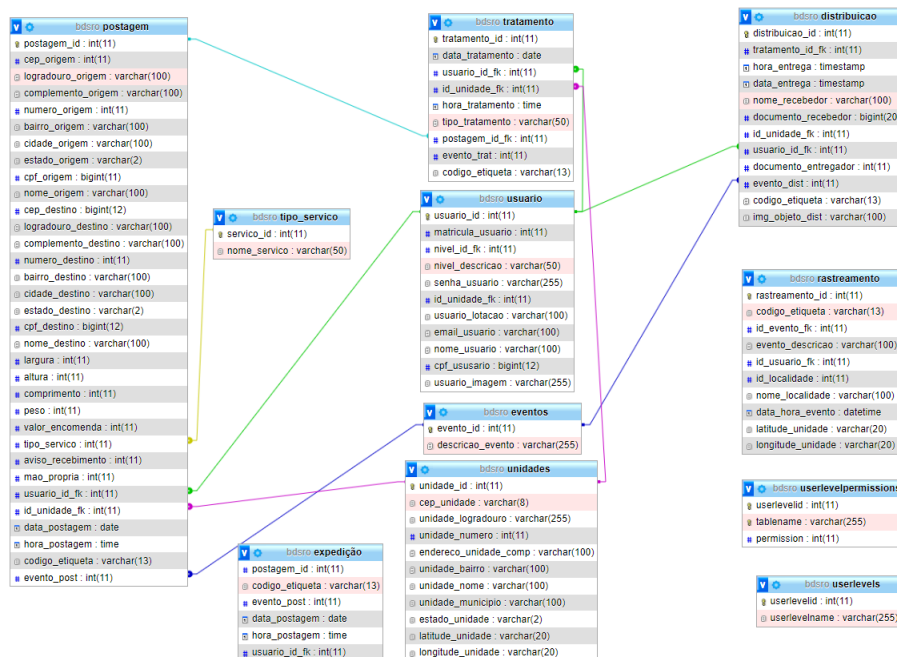 bdsro postagem
postagem_id : int(11)
cep_origem : int(11)
logradouro_origem : varchar(100)
complemento_origem : varchar(100)
numero_origem : int(11)
bairro_origem : varchar(100)
cidade_origem : varchar(100)
estado_origem : varchar(2)
cpf_origem : bigint(11)
nome_origem : varchar(100)
cep_destino : bigint(12)
logradouro_destino : varchar(100)
complemento_destino : varchar(100)
numero_destino : int(11)
bairro_destino : varchar(100)
cidade_destino : varchar(100)
estado_destino : varchar(2)
cpf_destino : bigint(12)
nome_destino : varchar(100)
largura : int(11)
altura : int(11)
comprimento : int(11)
peso : int(11)
valor_encomenda : int(11)
tipo_servico : int(11)
aviso_recebimento : int(11)
mao_propria : int(11)
usuario_id_fk : int(11)
id_unidade_fk : int(11)
data_postagem : date
hora_postagem : time
codigo_etiqueta : varchar(13)
evento_post : int(11)
bdsro tipo_servico
servico_id : int(11)
nome_servico : varchar(50)
bdsro expedição
postagem_id : int(11)
codigo_etiqueta : varchar(13)
evento_post : int(11)
data_postagem : date
hora_postagem : time
usuario_id_fk : int(11)
bdsro tratamento
tratamento_id : int(11)
data_tratamento : date
usuario_id_fk : int(11)
id_unidade_fk : int(11)
hora_tratamento : time
tipo_tratamento : varchar(50)
postagem_id_fk : int(11)
evento_trat : int(11)
codigo_etiqueta : varchar(13)
bdsro usuario
usuario_id : int(11)
matricula_usuario : int(11)
nivel_id_fk : int(11)
nivel_descricao : varchar(50)
senha_usuario : varchar(255)
id_unidade_fk : int(11)
usuario_lotacao : varchar(100)
email_usuario : varchar(100)
nome_usuario : varchar(100)
cpf_ususario : bigint(12)
usuario_imagem : varchar(255)
bdsro eventos
evento_id : int(11)
descricao_evento : varchar(255)
bdsro unidades
unidade_id : int(11)
cep_unidade : varchar(8)
unidade_logradouro : varchar(255)
unidade_numero : int(11)
endereco_unidade_comp : varchar(100)
unidade_bairro : varchar(100)
unidade_nome : varchar(100)
unidade_municipio : varchar(100)
estado_unidade : varchar(2)
latitude_unidade : varchar(20)
longitude_unidade : varchar(20)
bdsro distribuicao
distribuicao_id : int(11)
tratamento_id_fk : int(11)
hora_entrega : timestamp
data_entrega : timestamp
nome_recebedor : varchar(100)
documento_recebedor : bigint(20
id_unidade_fk : int(11)
usuario_id_fk : int(11)
documento_entregador : int(11)
evento_dist : int(11)
codigo_etiqueta : varchar(13)
img_objeto_dist : varchar(100)
bdsro rastreamento
rastreamento_id : int(11)
codigo_etiqueta : varchar(13)
id_evento_fk : int(11)
evento_descricao : varchar(100)
id_usuario_fk : int(11)
id_localidade : int(11)
nome_localidade : varchar(100)
data_hora_evento : datetime
latitude_unidade : varchar(20)
longitude_unidade : varchar(20)
bdsro userlevelpermissions
userlevelid : int(11)
tablename : varchar(255)
permission : int(11)
bdsro userlevels
userlevelid : int(11)
userlevelname : varchar(255)